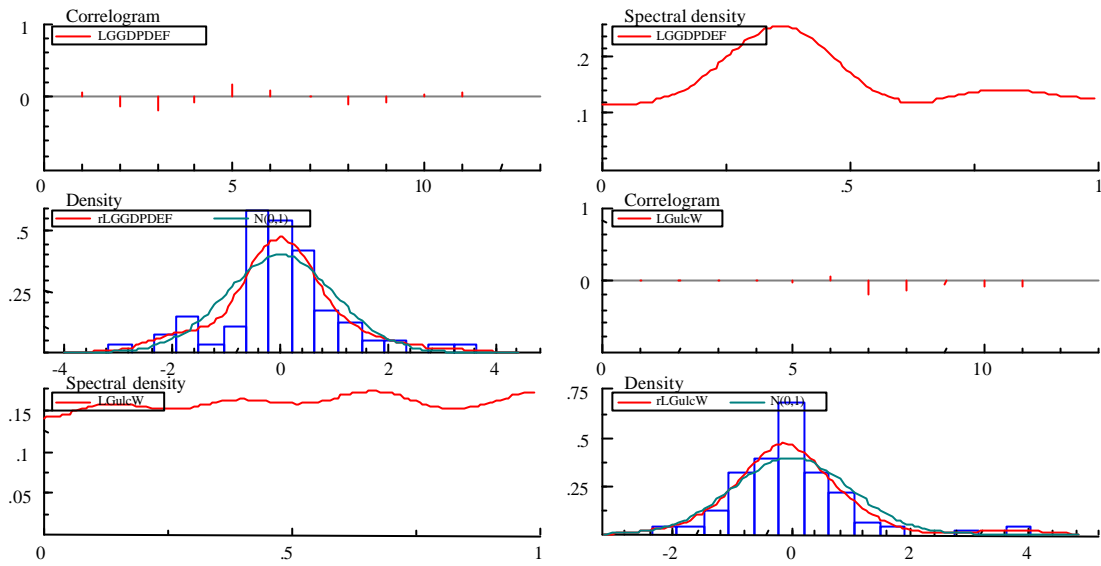 Correlogram
LGGDPDEF
1
0
0 5 10
Spectral density
LGGDPDEF
.2
.1
0 .5 1
Density
rLGGDPDEF N(0,1)
.5
.25
-4 -2 0 2 4
Correlogram
LGulcW
1
0
0 5 10
Spectral density
LGulcW
.15
.05
0 .5 1
Density
rLGulcW N(0,1)
.75
.5
.25
-2 0 2 4